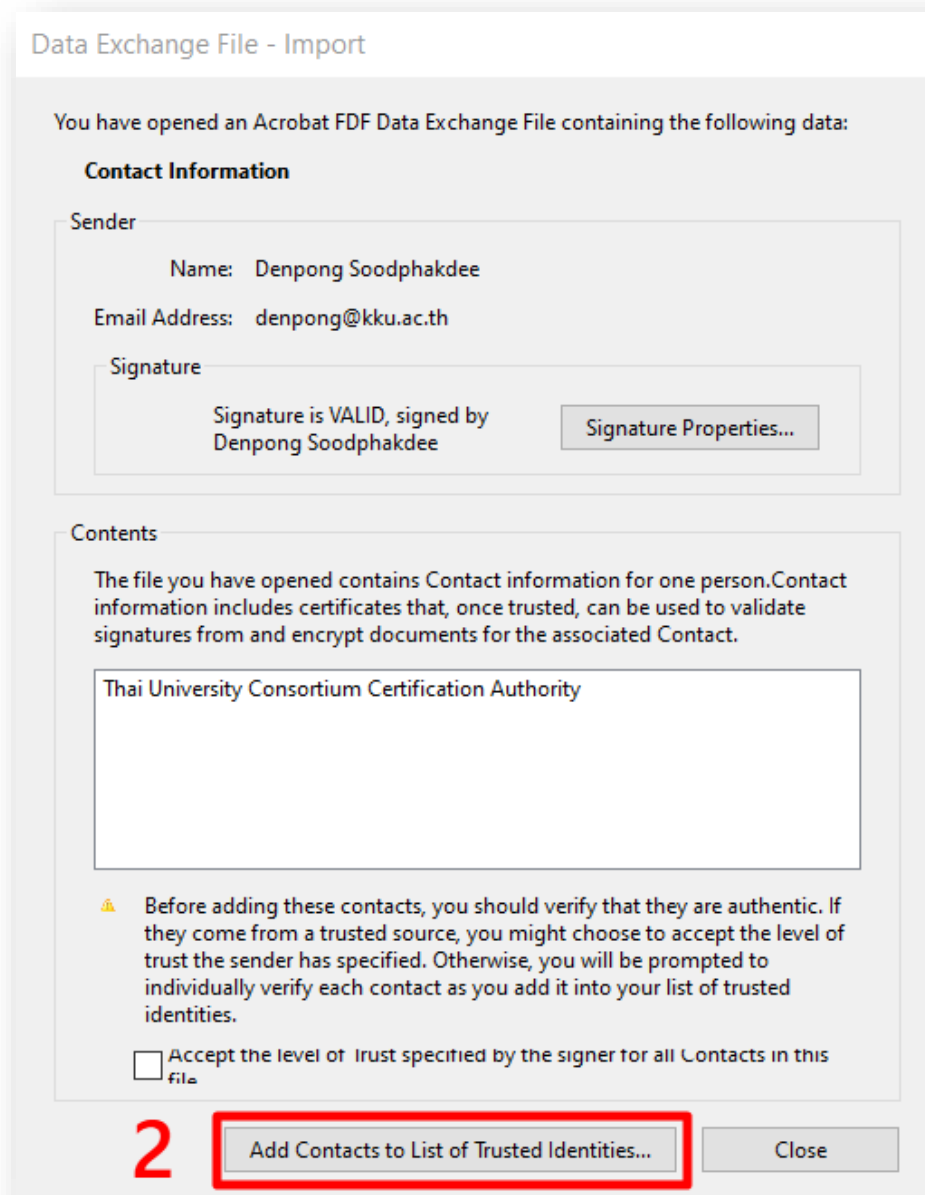 Data Exchange File - Import
You have opened an Acrobat FDF Data Exchange File containing the following data:
Contact Information
Sender
Name: Denpong Soodphakdee
Email Address: denpong@kku.ac.th
Signature
Signature is VALID, signed by
Denpong Soodphakdee
Signature Properties...
Contents
The file you have opened contains Contact information for one person.Contact
information includes certificates that, once trusted, can be used to validate
signatures from and encrypt documents for the associated Contact.
Thai University Consortium Certification Authority
Before adding these contacts, you should verify that they are authentic. If
they come from a trusted source, you might choose to accept the level of
trust the sender has specified. Otherwise, you will be prompted to
individually verify each contact as you add it into your list of trusted
identities.
Accept the level of Trust specified by the signer for all Contacts in this
file
2
Add Contacts to List of Trusted Identities...
Close